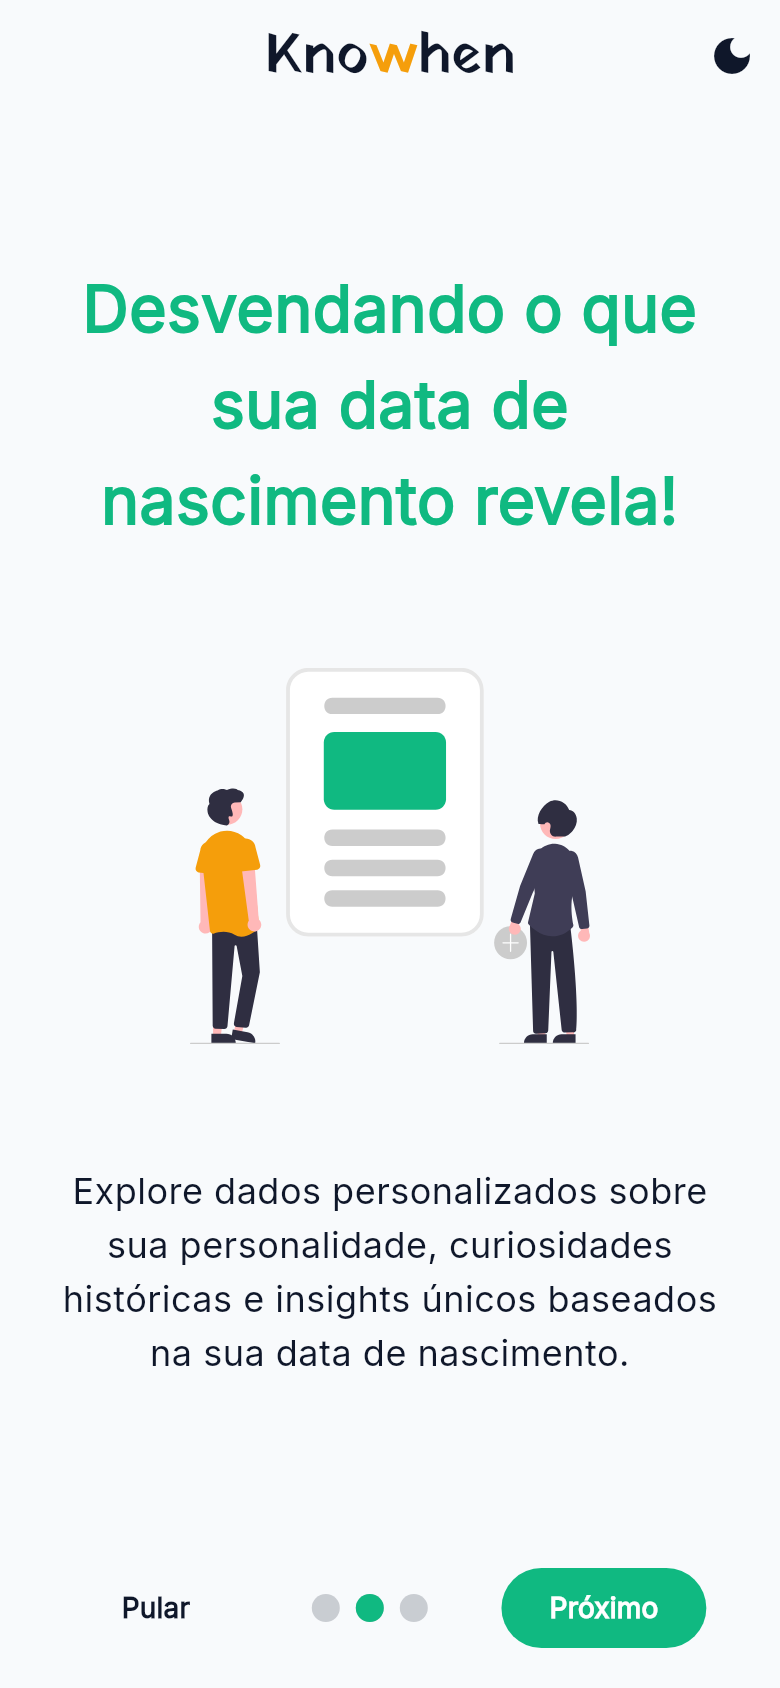 Knowhen
Desvendando o que
sua data de
nascimento revela!
Explore dados personalizados sobre
sua personalidade, curiosidades
históricas e insights únicos baseados
na sua data de nascimento.
Pular
Próximo